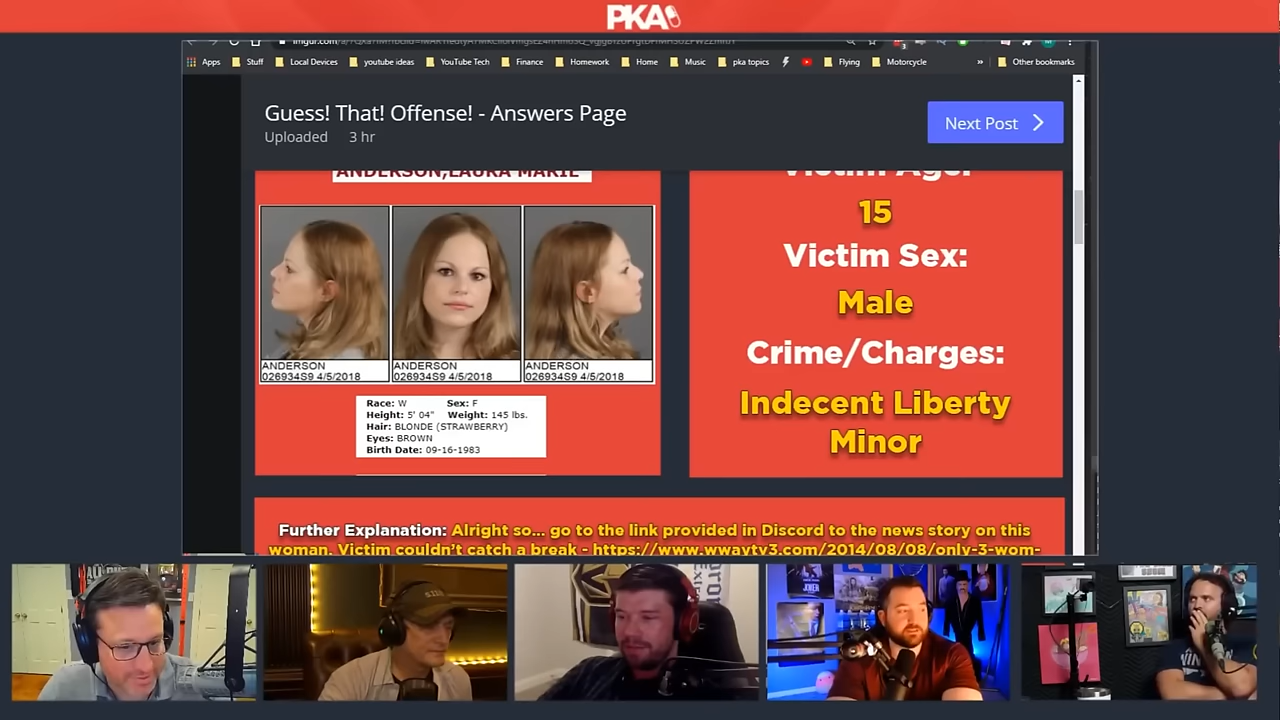 PKA
Apps Stuff Local Devices youtube ideas YouTube Tech Finance Homework Home Music pka topics Flying Motorcycle » Other bookmarks
Guess! That! Offense! - Answers Page
Uploaded 3 hr
Next Post
ANDERSON,LAURA MARIE
Victim Age:
15
Victim Sex:
Male
Crime/Charges:
Indecent Liberty
Minor
ANDERSON
026934S9 4/5/2018
ANDERSON
026934S9 4/5/2018
ANDERSON
026934S9 4/5/2018
Race: W Sex: F
Height: 5' 04" Weight: 145 lbs.
Hair: BLONDE (STRAWBERRY)
Eyes: BROWN
Birth Date: 09-16-1983
Further Explanation: Alright so... go to the link provided in Discord to the news story on this
woman. Victim couldn't catch a break - https://www.wwaytv3.com/2014/08/08/only-3-wom-
JOKER